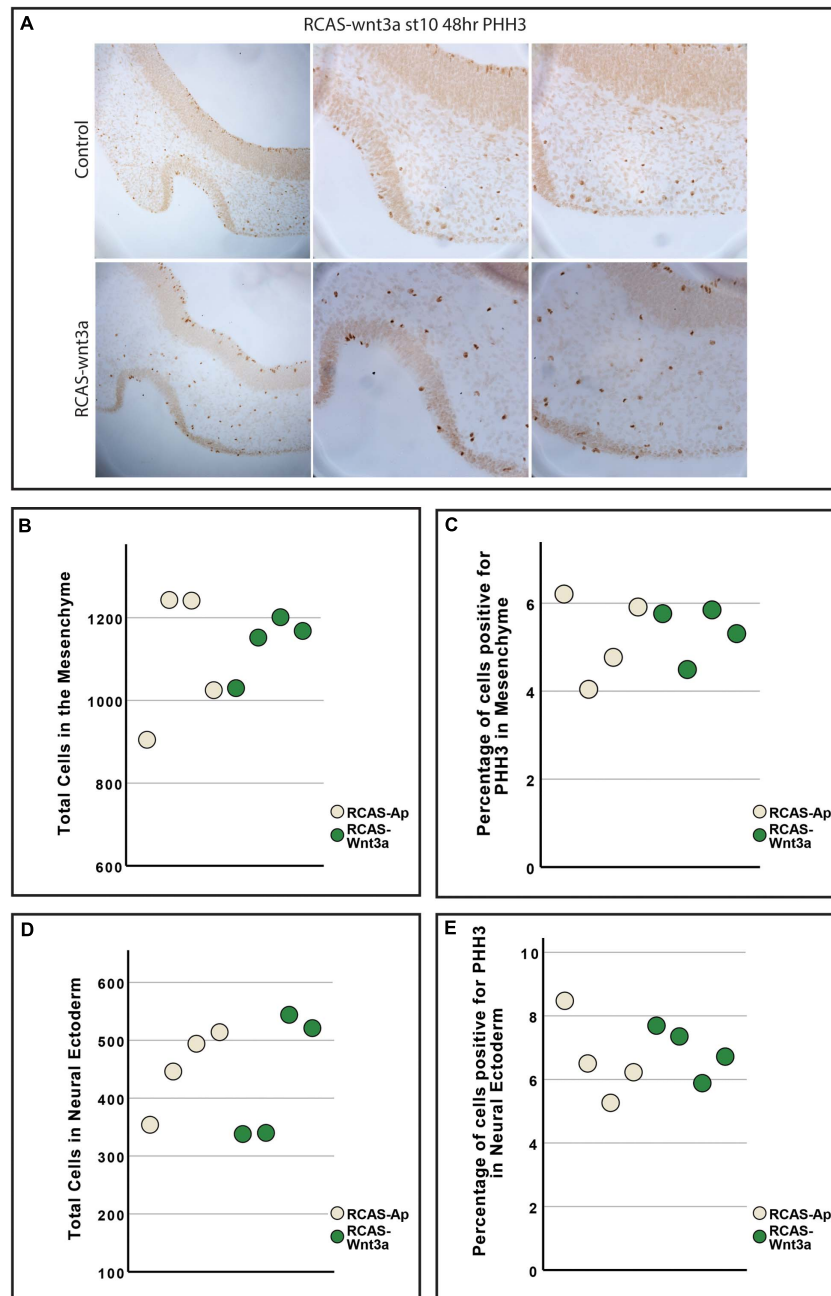 A
RCAS-wnt3a st10 48hr PHH3
Control
RCAS-wnt3a
B
Total Cells in the Mesenchyme
1200
1000
800
600
RCAS-Ap
RCAS-
Wnt3a
C
Percentage of cells positive for
PHH3 in Mesenchyme
6
4
2
0
RCAS-Ap
RCAS-
Wnt3a
D
Total Cells in Neural Ectoderm
600
500
400
300
200
100
RCAS-Ap
RCAS-
Wnt3a
E
Percentage of cells positive for PHH3
in Neural Ectoderm
10
8
6
4
2
0
RCAS-Ap
RCAS-
Wnt3a